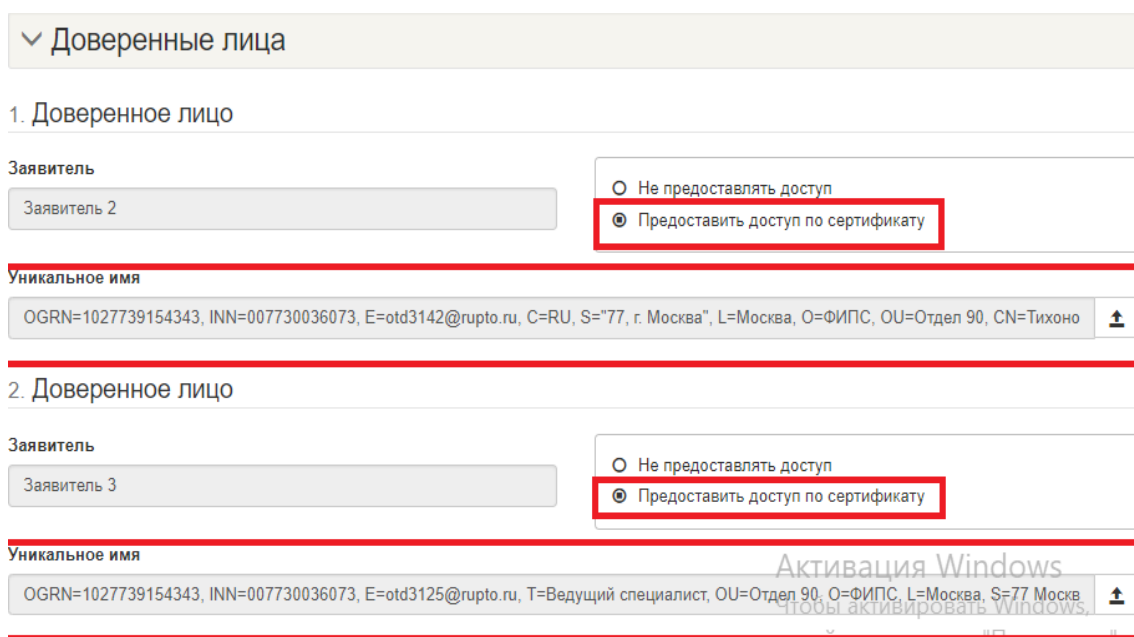 Доверенные лица
1. Доверенное лицо
Заявитель
Заявитель 2
Не предоставлять доступ
Предоставить доступ по сертификату
Уникальное имя
OGRN=1027739154343, INN=007730036073, E=otd3142@rupto.ru, C=RU, S="77, г. Москва", L=Москва, O=ФИПС, OU=Отдел 90, CN=Тихоно
2. Доверенное лицо
Заявитель
Заявитель 3
Не предоставлять доступ
Предоставить доступ по сертификату
Уникальное имя
Активация Windows
OGRN=1027739154343, INN=007730036073, E=otd3125@rupto.ru, T=Ведущий специалист, OU=Отдел 90, O=ФИПС, L=Москва, S=77 Москв
Чтобы активировать Windows,